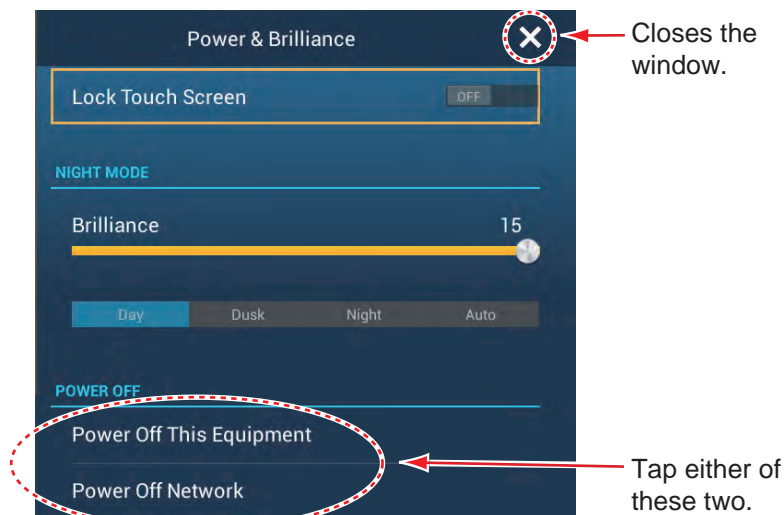 Power & Brilliance
Closes the
window.
Lock Touch Screen
OFF
NIGHT MODE
Brilliance
15
Day
Dusk
Night
Auto
POWER OFF
Power Off This Equipment
Power Off Network
Tap either of
these two.